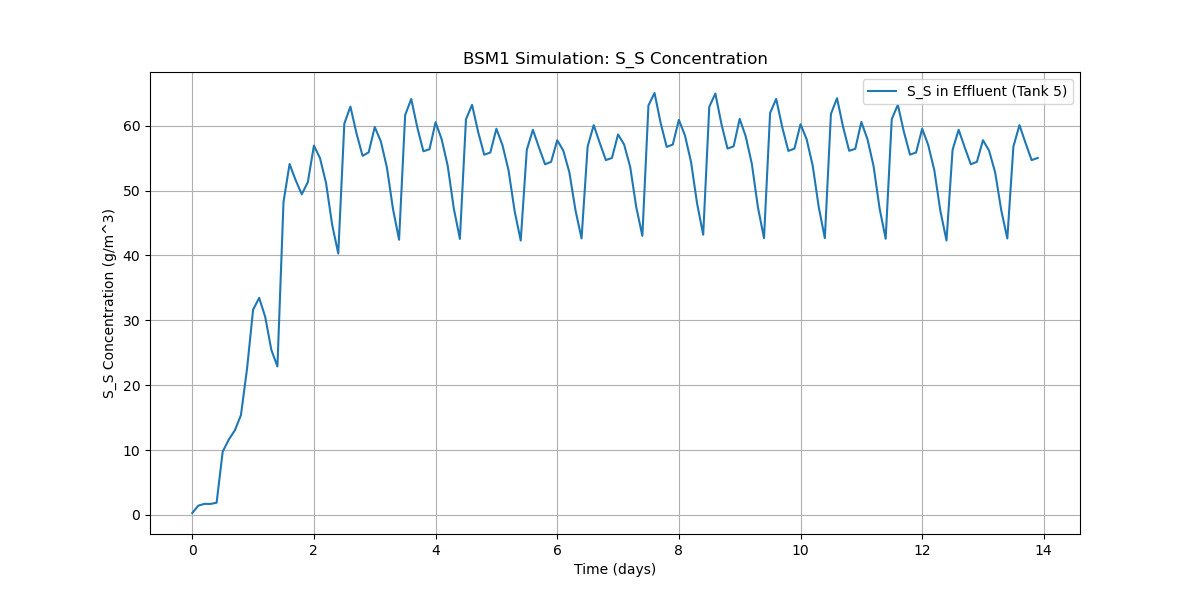 BSM1 Simulation: S_S Concentration
S_S in Effluent (Tank 5)
S_S Concentration (g/m^3)
60
50
40
30
20
10
0
0 2 4 6 8 10 12 14
Time (days)